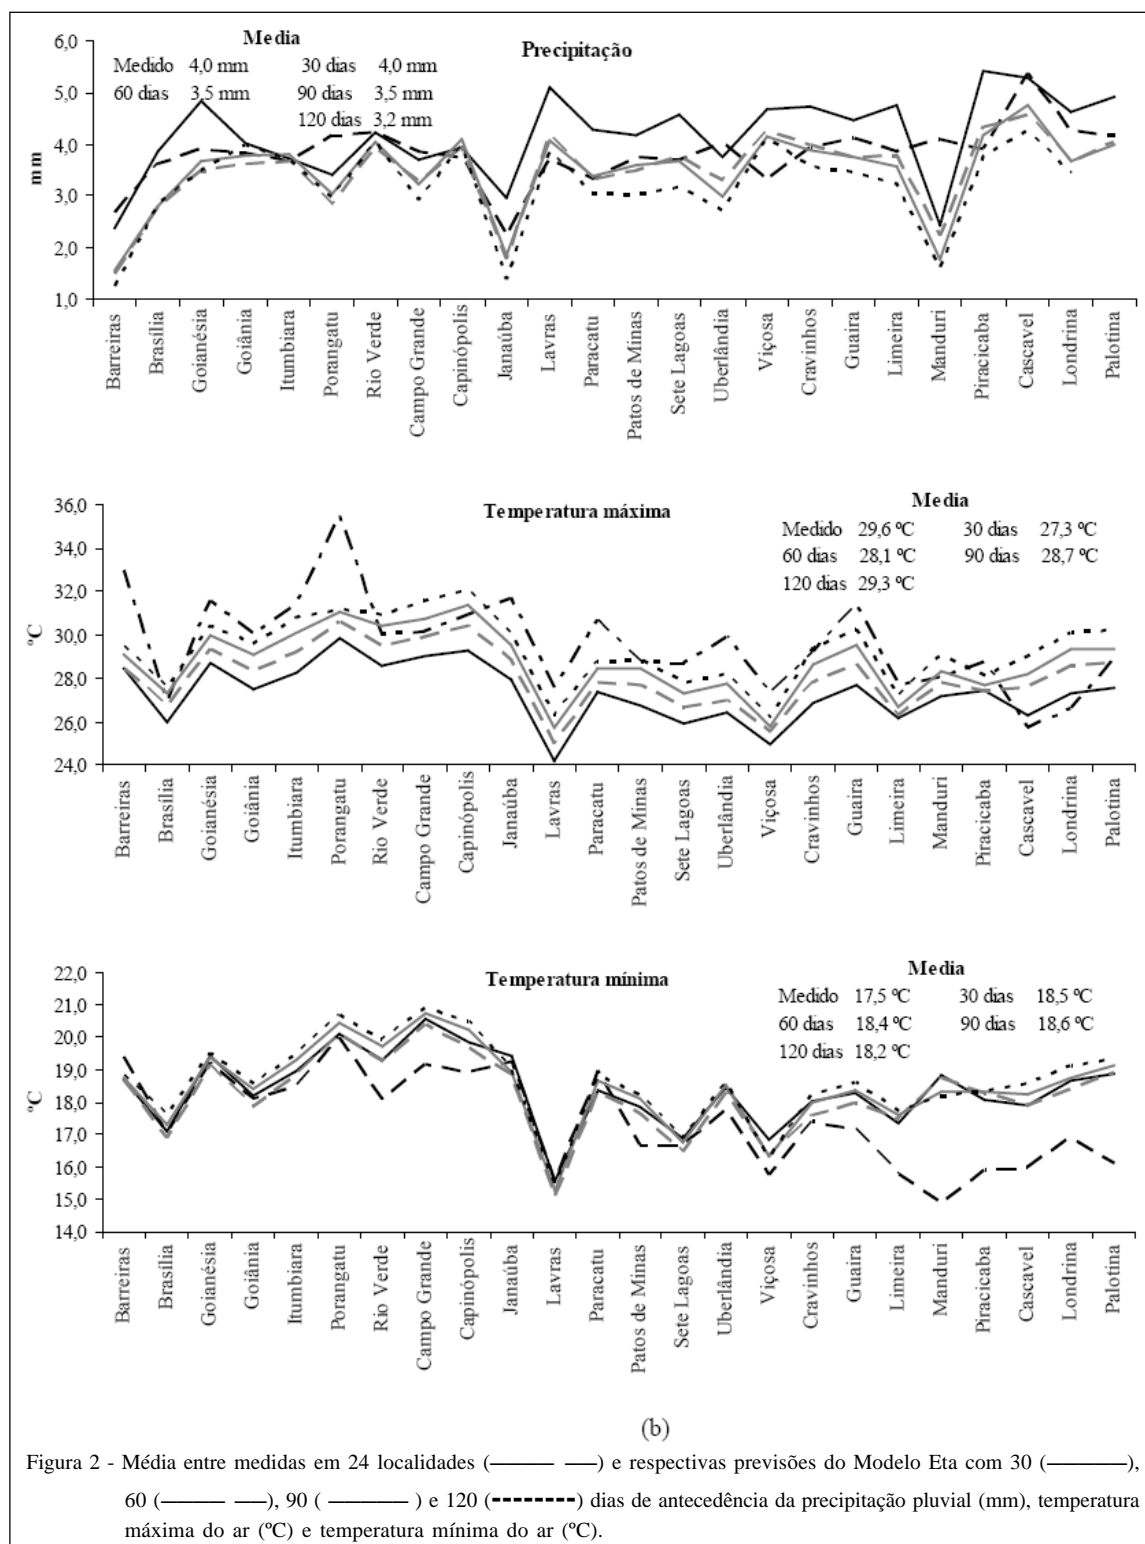 Precipitação
Media
Medido 4,0 mm 30 dias 4,0 mm
60 dias 3,5 mm 90 dias 3,5 mm
120 dias 3,2 mm
mm
6,0
5,0
4,0
3,0
2,0
1,0
Barreiras
Brasília
Goianésia
Goiânia
Itumbiara
Porangatu
Rio Verde
Campo Grande
Capinópolis
Janaúba
Lavras
Paracatu
Patos de Minas
Sete Lagoas
Uberlândia
Viçosa
Cravinhos
Guaira
Limeira
Manduri
Piracicaba
Cascavel
Londrina
Palotina
Temperatura máxima
Media
Medido 29,6 ºC 30 dias 27,3 ºC
60 dias 28,1 ºC 90 dias 28,7 ºC
120 dias 29,3 ºC
ºC
36,0
34,0
32,0
30,0
28,0
26,0
24,0
Barreiras
Brasília
Goianésia
Goiânia
Itumbiara
Porangatu
Rio Verde
Campo Grande
Capinópolis
Janaúba
Lavras
Paracatu
Patos de Minas
Sete Lagoas
Uberlândia
Viçosa
Cravinhos
Guaira
Limeira
Manduri
Piracicaba
Cascavel
Londrina
Palotina
Temperatura mínima
Media
Medido 17,5 ºC 30 dias 18,5 ºC
60 dias 18,4 ºC 90 dias 18,6 ºC
120 dias 18,2 ºC
ºC
22,0
21,0
20,0
19,0
18,0
17,0
16,0
15,0
14,0
Barreiras
Brasília
Goianésia
Goiânia
Itumbiara
Porangatu
Rio Verde
Campo Grande
Capinópolis
Janaúba
Lavras
Paracatu
Patos de Minas
Sete Lagoas
Uberlândia
Viçosa
Cravinhos
Guaira
Limeira
Manduri
Piracicaba
Cascavel
Londrina
Palotina
(b)
Figura 2 - Média entre medidas em 24 localidades (——— ——) e respectivas previsões do Modelo Eta com 30 (————),
60 (——— ——), 90 ( ———— ) e 120 (---------) dias de antecedência da precipitação pluvial (mm), temperatura
máxima do ar (ºC) e temperatura mínima do ar (ºC).